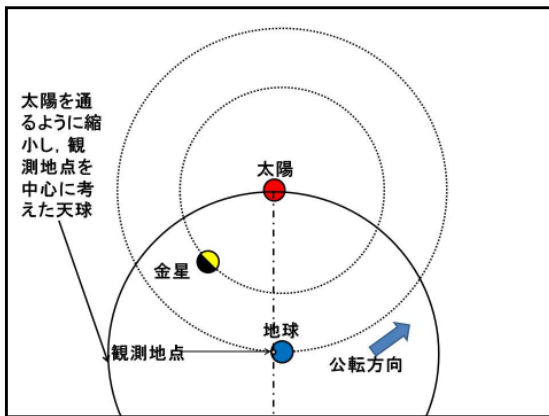 太陽を通
るように縮
小し, 観
測地点を
中心に考
えた天球
太陽
金星
地球
観測地点
公転方向